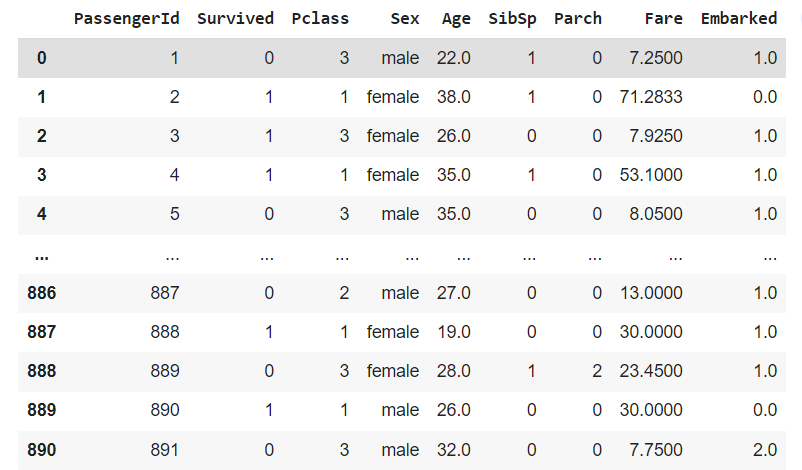 PassengerId Survived Pclass Sex Age SibSp Parch Fare Embarked
0 1 0 3 male 22.0 1 0 7.2500 1.0
1 2 1 1 female 38.0 1 0 71.2833 0.0
2 3 1 3 female 26.0 0 0 7.9250 1.0
3 4 1 1 female 35.0 1 0 53.1000 1.0
4 5 0 3 male 35.0 0 0 8.0500 1.0
... ... ... ... ... ... ... ... ... ...
886 887 0 2 male 27.0 0 0 13.0000 1.0
887 888 1 1 female 19.0 0 0 30.0000 1.0
888 889 0 3 female 28.0 1 2 23.4500 1.0
889 890 1 1 male 26.0 0 0 30.0000 0.0
890 891 0 3 male 32.0 0 0 7.7500 2.0